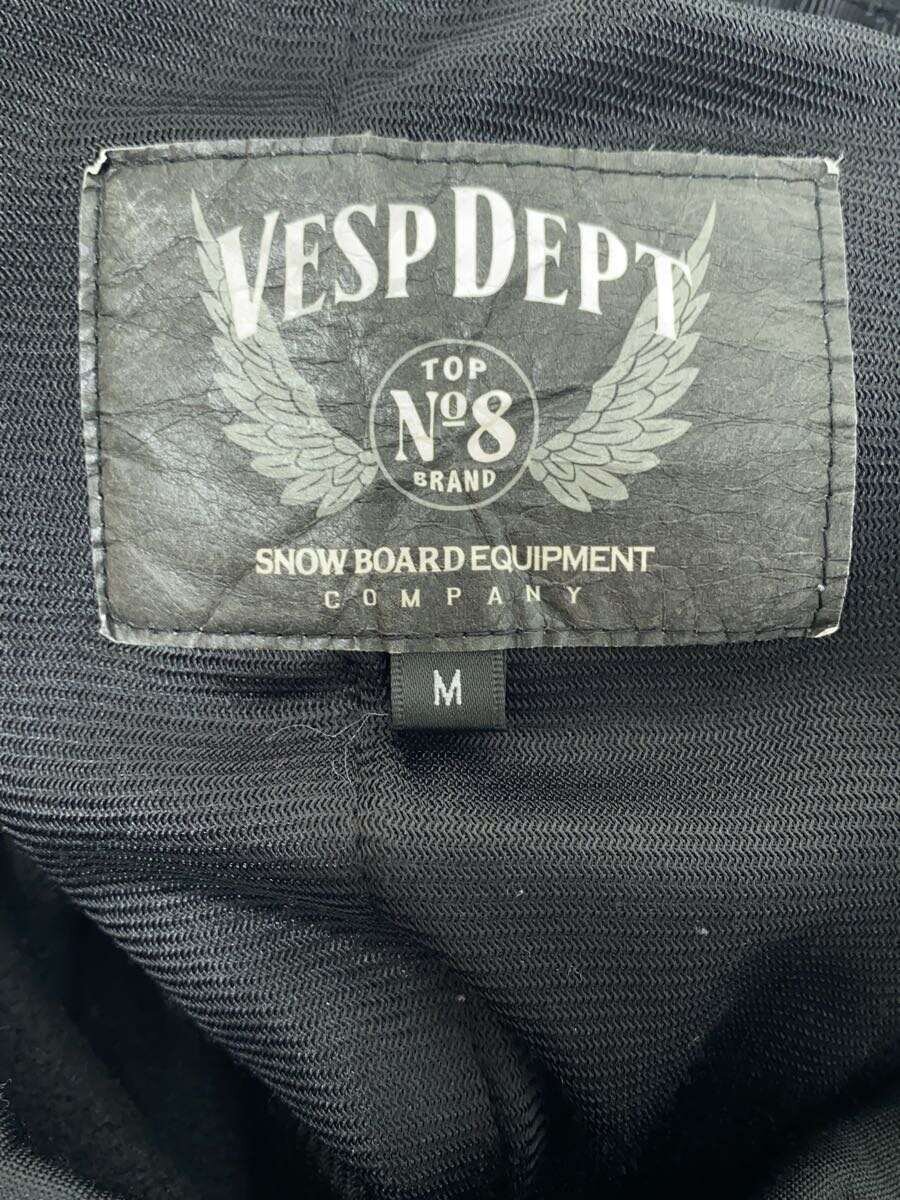 VESP DEPT
TOP
Nº8
BRAND
SNOW BOARD EQUIPMENT
COMPANY
M